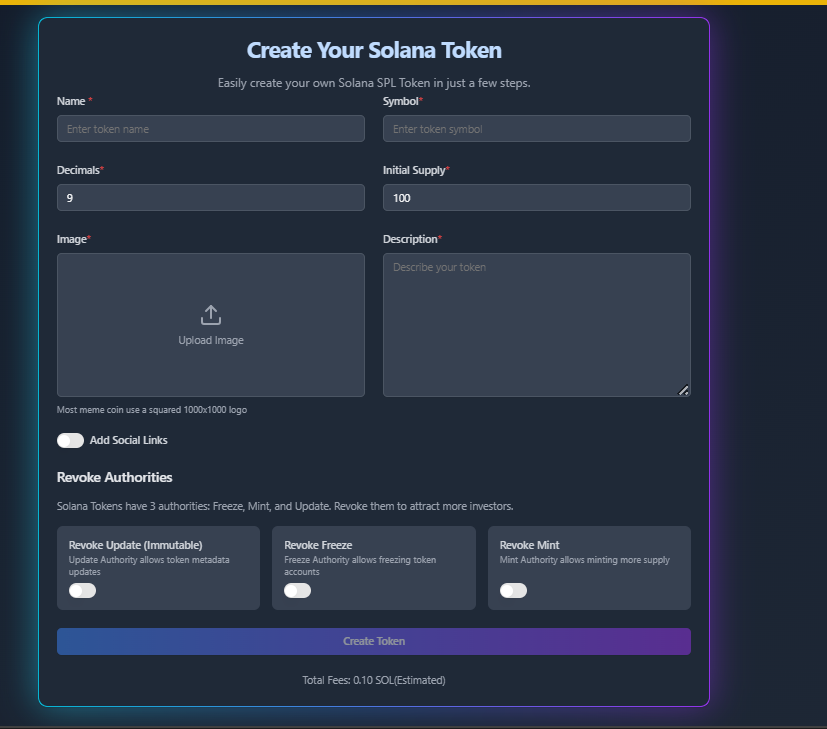 Create Your Solana Token
Easily create your own Solana SPL Token in just a few steps.
Name *
Symbol*
Enter token name
Enter token symbol
Decimals*
Initial Supply*
9
100
Image*
Description*
Describe your token
Upload Image
Most meme coin use a squared 1000x1000 logo
Add Social Links
Revoke Authorities
Solana Tokens have 3 authorities: Freeze, Mint, and Update. Revoke them to attract more investors.
Revoke Update (Immutable)
Update Authority allows token metadata
updates
Revoke Freeze
Freeze Authority allows freezing token
accounts
Revoke Mint
Mint Authority allows minting more supply
Create Token
Total Fees: 0.10 SOL(Estimated)